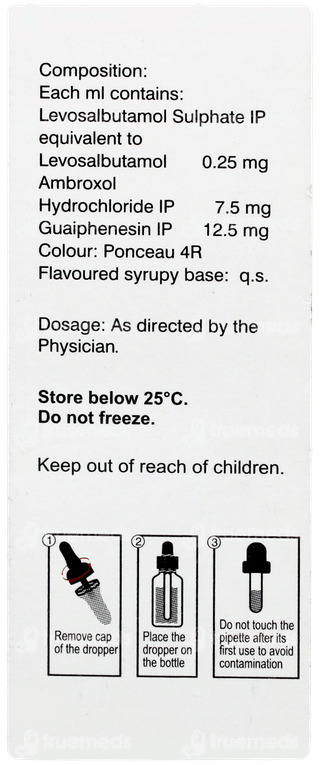 Composition:
Each ml contains:
Levosalbutamol Sulphate IP
equivalent to
Levosalbutamol 0.25 mg
Ambroxol
Hydrochloride IP 7.5 mg
Guaiphenesin IP 12.5 mg
Colour: Ponceau 4R
Flavoured syrupy base: q.s.
Dosage: As directed by the
Physician.
Store below 25°C.
Do not freeze.
Keep out of reach of children.
1
Remove cap
of the dropper
2
Place the
dropper on
the bottle
3
Do not touch the
pipette after its
first use to avoid
contamination
truemeds
truemeds